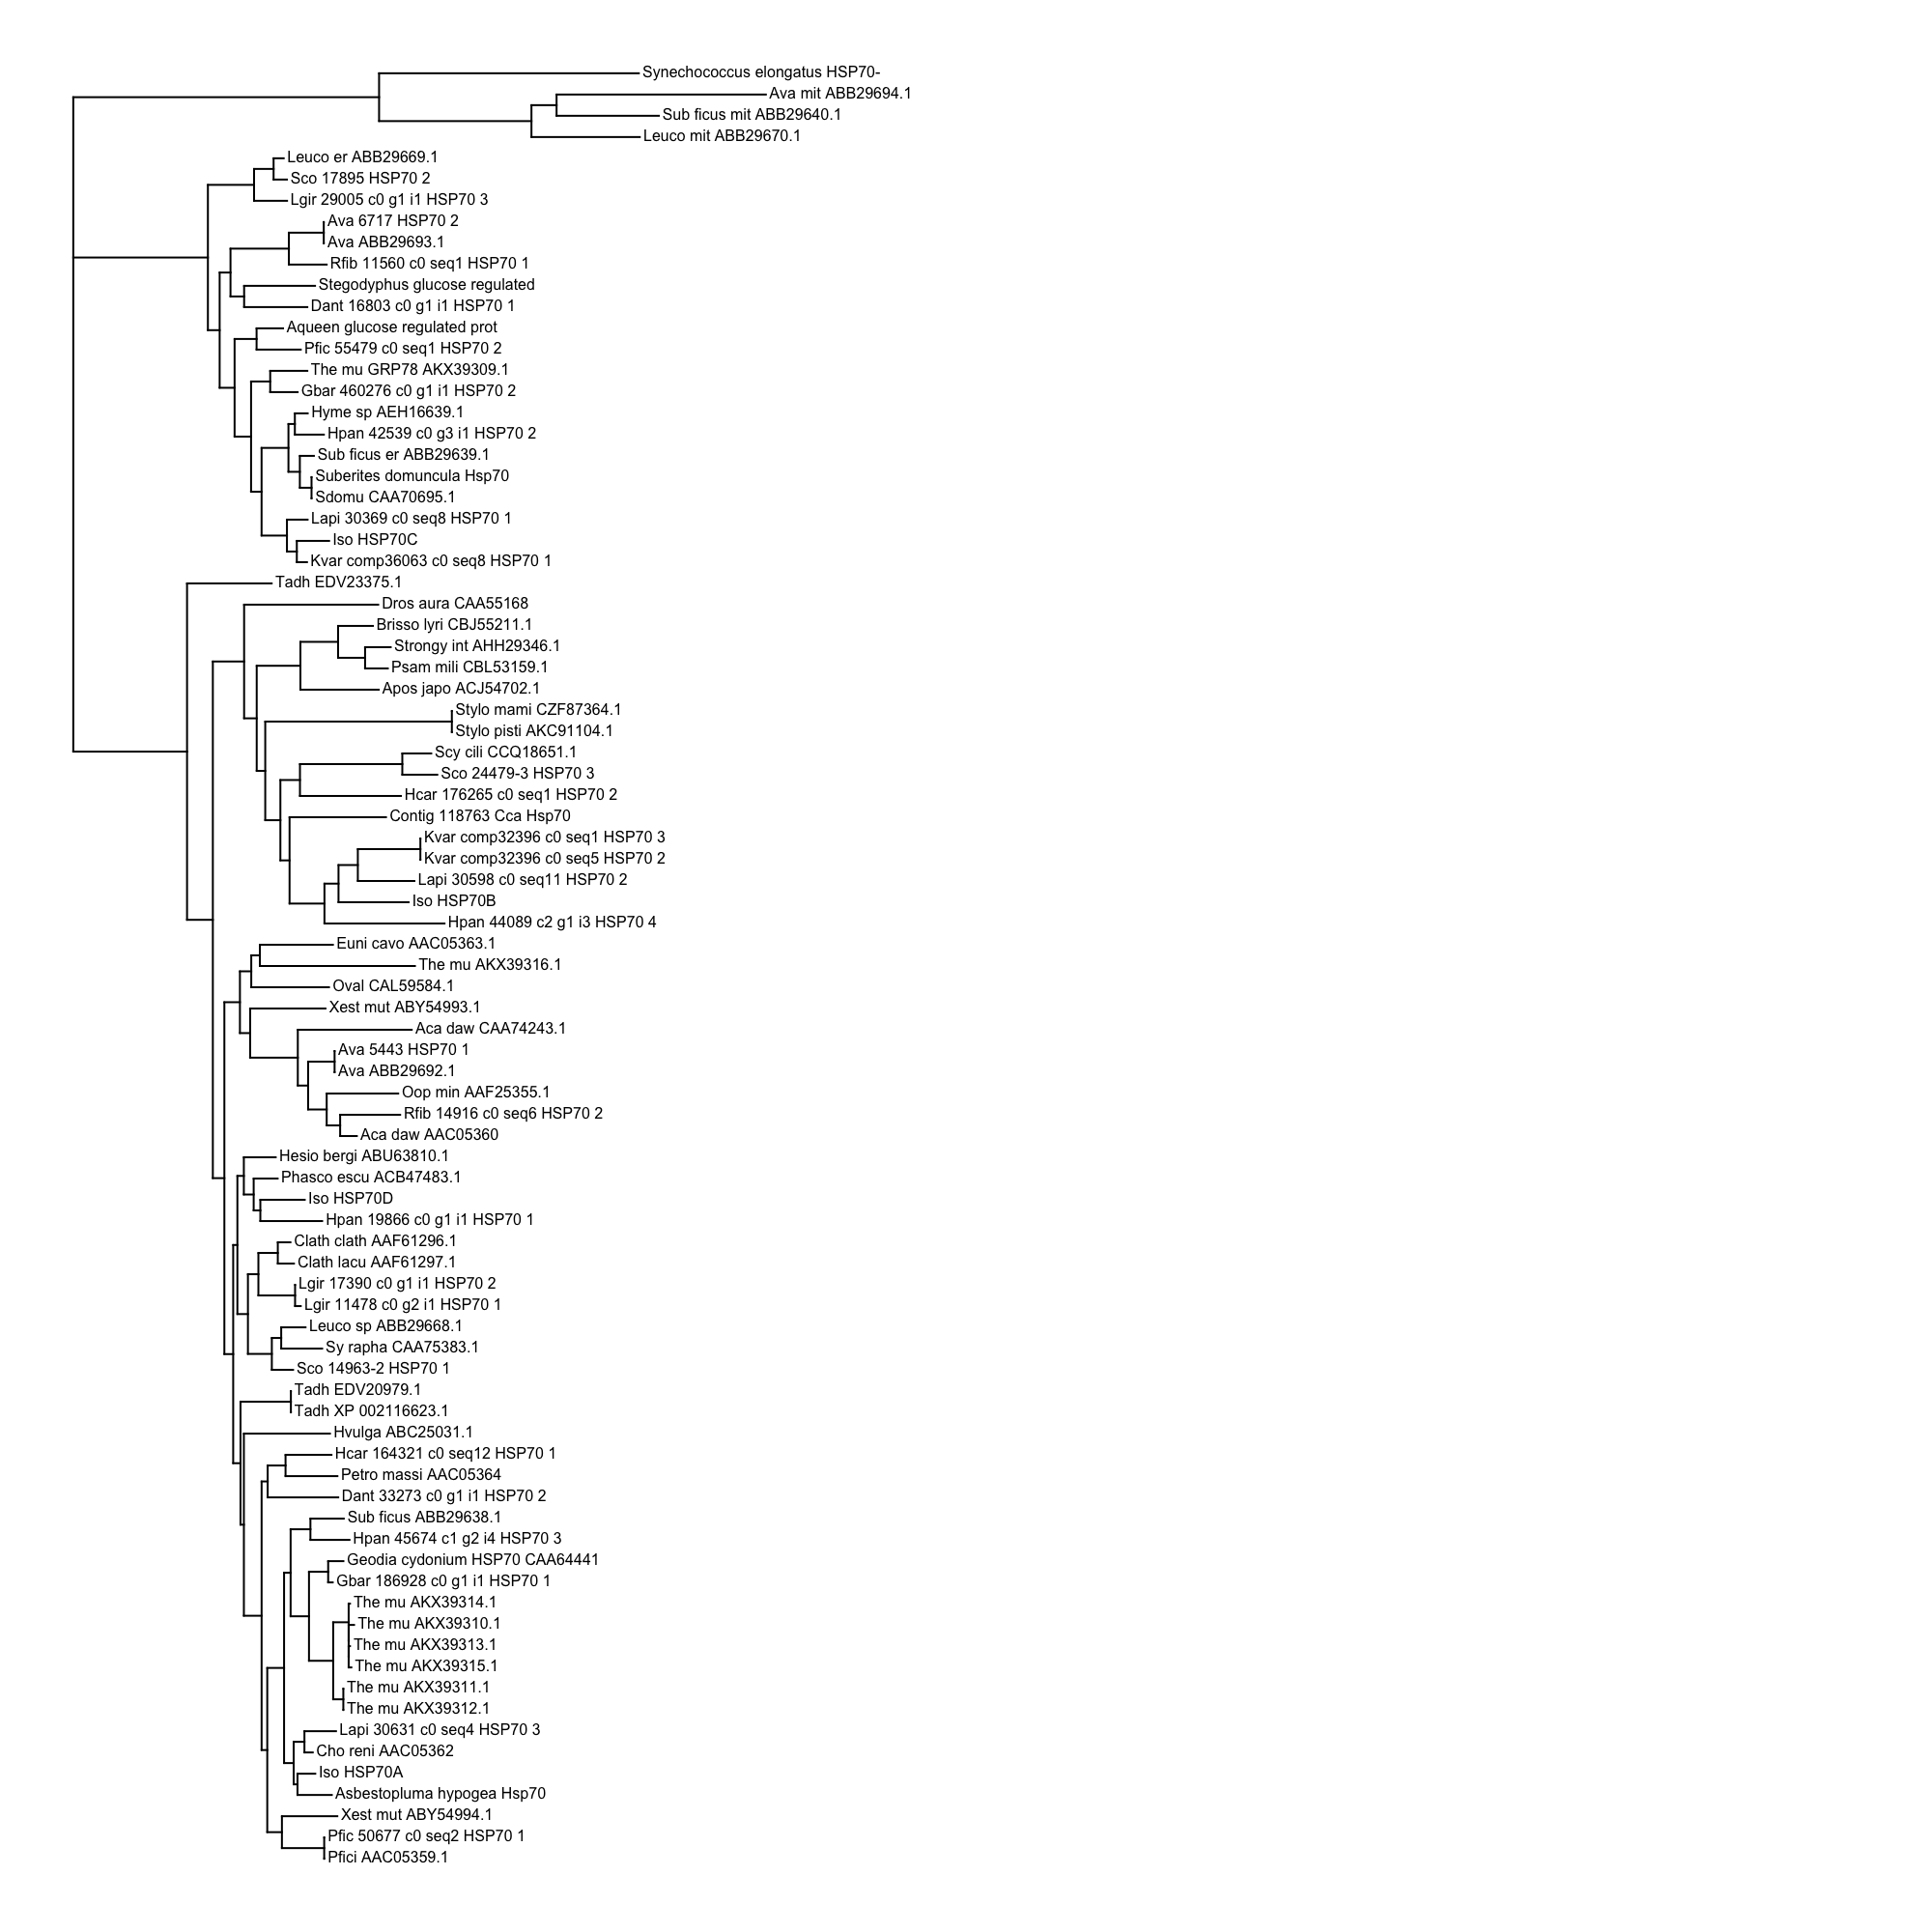 Synechococcus elongatus HSP70-
Ava mit ABB29694.1
Sub ficus mit ABB29640.1
Leuco mit ABB29670.1
Leuco er ABB29669.1
Sco 17895 HSP70 2
Lgir 29005 c0 g1 i1 HSP70 3
Ava 6717 HSP70 2
Ava ABB29693.1
Rfib 11560 c0 seq1 HSP70 1
Stegodyphus glucose regulated
Dant 16803 c0 g1 i1 HSP70 1
Aqueen glucose regulated prot
Pfic 55479 c0 seq1 HSP70 2
The mu GRP78 AKX39309.1
Gbar 460276 c0 g1 i1 HSP70 2
Hyme sp AEH16639.1
Hpan 42539 c0 g3 i1 HSP70 2
Sub ficus er ABB29639.1
Suberites domuncula Hsp70
Sdomu CAA70695.1
Lapi 30369 c0 seq8 HSP70 1
Iso HSP70C
Kvar comp36063 c0 seq8 HSP70 1
Tadh EDV23375.1
Dros aura CAA55168
Brisso lyri CBJ55211.1
Strongy int AHH29346.1
Psam mili CBL53159.1
Apos japo ACJ54702.1
Stylo mami CZF87364.1
Stylo pisti AKC91104.1
Scy cili CCQ18651.1
Sco 24479-3 HSP70 3
Hcar 176265 c0 seq1 HSP70 2
Contig 118763 Cca Hsp70
Kvar comp32396 c0 seq1 HSP70 3
Kvar comp32396 c0 seq5 HSP70 2
Lapi 30598 c0 seq11 HSP70 2
Iso HSP70B
Hpan 44089 c2 g1 i3 HSP70 4
Euni cavo AAC05363.1
The mu AKX39316.1
Oval CAL59584.1
Xest mut ABY54993.1
Aca daw CAA74243.1
Ava 5443 HSP70 1
Ava ABB29692.1
Oop min AAF25355.1
Rfib 14916 c0 seq6 HSP70 2
Aca daw AAC05360
Hesio bergi ABU63810.1
Phasco escu ACB47483.1
Iso HSP70D
Hpan 19866 c0 g1 i1 HSP70 1
Clath clath AAF61296.1
Clath lacu AAF61297.1
Lgir 17390 c0 g1 i1 HSP70 2
Lgir 11478 c0 g2 i1 HSP70 1
Leuco sp ABB29668.1
Sy rapha CAA75383.1
Sco 14963-2 HSP70 1
Tadh EDV20979.1
Tadh XP 002116623.1
Hvulga ABC25031.1
Hcar 164321 c0 seq12 HSP70 1
Petro massi AAC05364
Dant 33273 c0 g1 i1 HSP70 2
Sub ficus ABB29638.1
Hpan 45674 c1 g2 i4 HSP70 3
Geodia cydonium HSP70 CAA64441
Gbar 186928 c0 g1 i1 HSP70 1
The mu AKX39314.1
The mu AKX39310.1
The mu AKX39313.1
The mu AKX39315.1
The mu AKX39311.1
The mu AKX39312.1
Lapi 30631 c0 seq4 HSP70 3
Cho reni AAC05362
Iso HSP70A
Asbestopluma hypogea Hsp70
Xest mut ABY54994.1
Pfic 50677 c0 seq2 HSP70 1
Pfici AAC05359.1